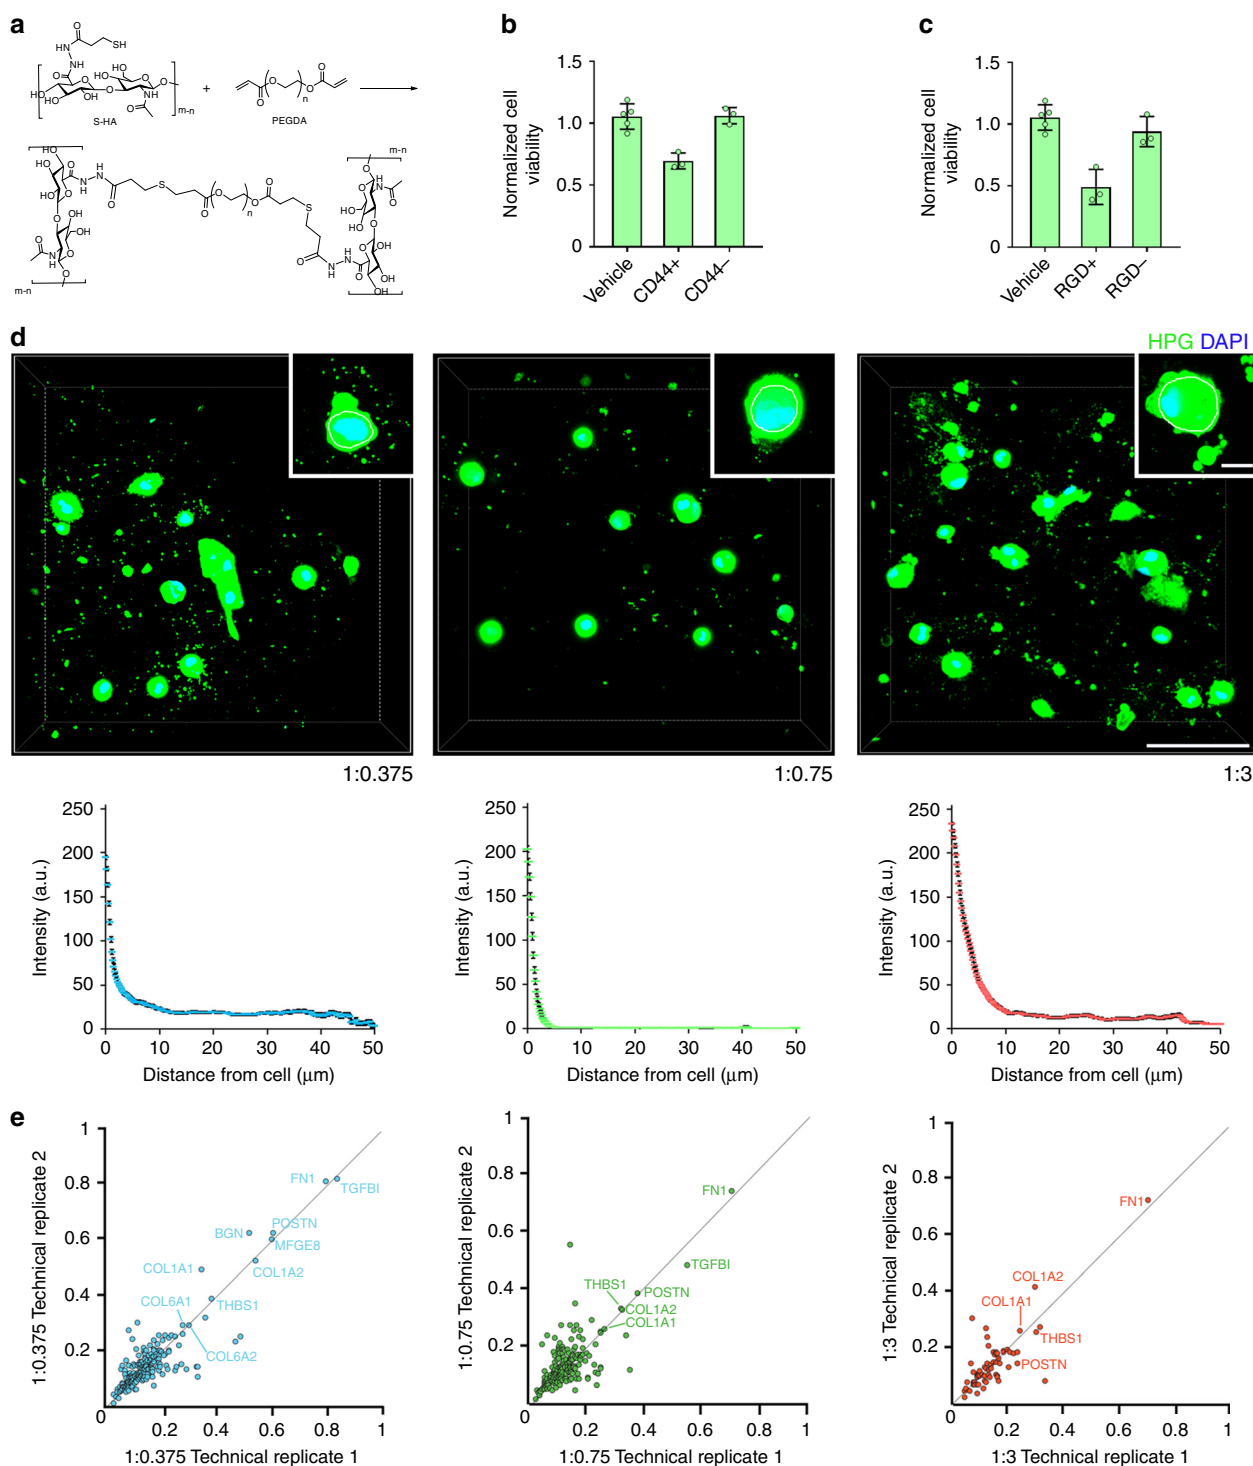 a
O
SH
HN
NH
S-HA
m-n
+
PEGDA
n
m-n
m-n
n
m-n
b
Normalized cell viability
1.5
1.0
0.5
0
Vehicle
CD44+
CD44–
c
Normalized cell viability
1.5
1.0
0.5
0
Vehicle
RGD+
RGD–
d
HPG DAPI
1:0.375
1:0.75
1:3
Intensity (a.u.)
250
200
150
100
50
0
0 10 20 30 40 50
Distance from cell (μm)
Intensity (a.u.)
250
200
150
100
50
0
0 10 20 30 40 50
Distance from cell (μm)
Intensity (a.u.)
250
200
150
100
50
0
0 10 20 30 40 50
Distance from cell (μm)
e
1:0.375 Technical replicate 2
1
0.8
0.6
0.4
0.2
0
0.2 0.4 0.6 0.8 1
FN1
TGFBI
BGN
POSTN
MFGE8
COL1A1
COL1A2
COL6A1
THBS1
COL6A2
1:0.375 Technical replicate 1
1:0.75 Technical replicate 2
1
0.8
0.6
0.4
0.2
0
0.2 0.4 0.6 0.8 1
FN1
TGFBI
THBS1
POSTN
COL1A2
COL1A1
1:0.75 Technical replicate 1
1:3 Technical replicate 2
1
0.8
0.6
0.4
0.2
0
0.2 0.4 0.6 0.8 1
FN1
COL1A2
COL1A1
THBS1
POSTN
1:3 Technical replicate 1